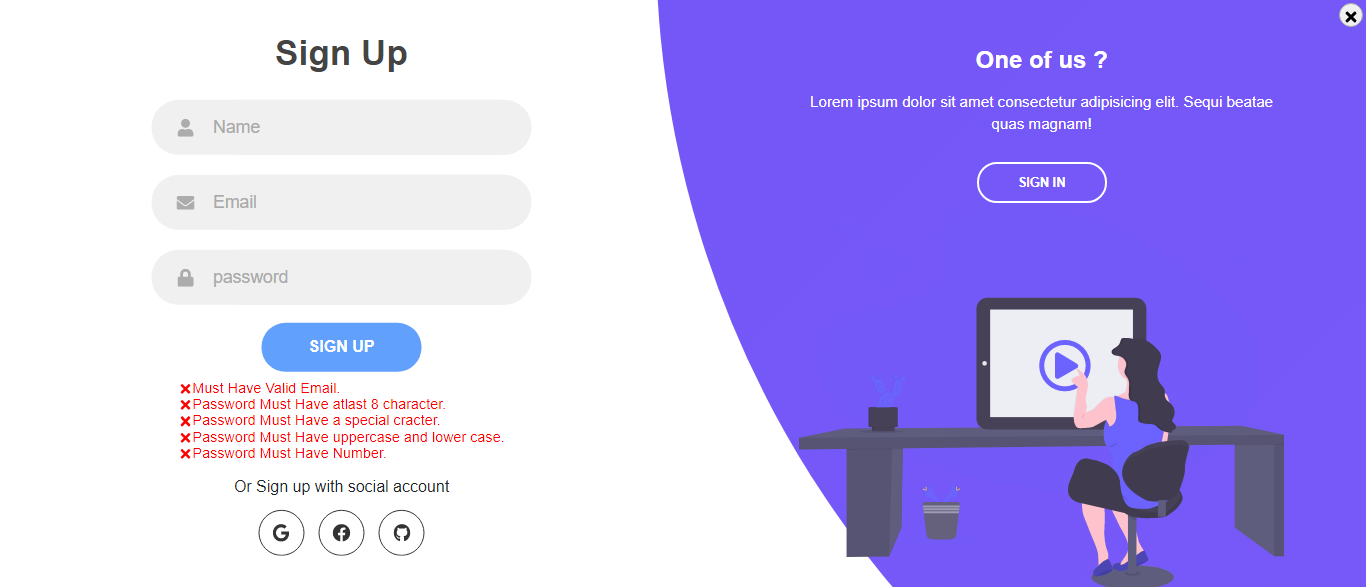 Sign Up
Name
Email
password
SIGN UP
Must Have Valid Email.
Password Must Have atlast 8 character.
Password Must Have a special cracter.
Password Must Have uppercase and lower case.
Password Must Have Number.
Or Sign up with social account
One of us ?
Lorem ipsum dolor sit amet consectetur adipisicing elit. Sequi beatae
quas magnam!
SIGN IN